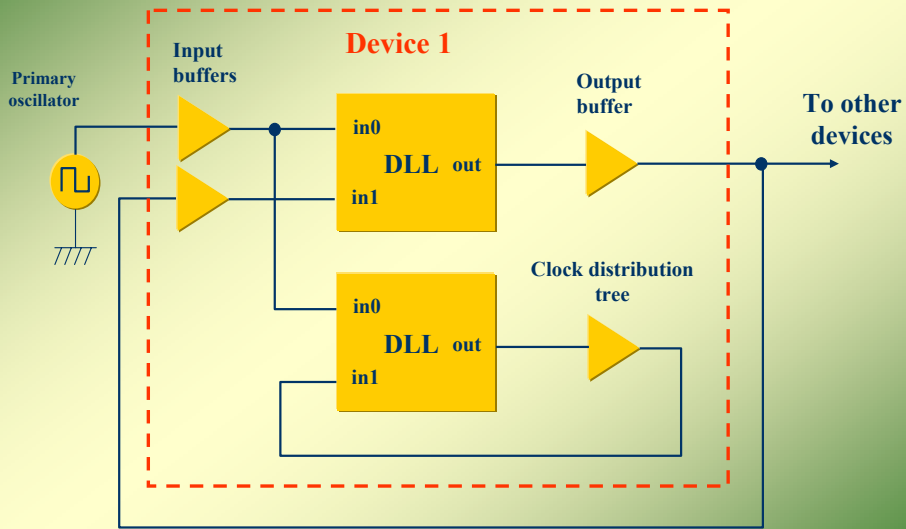 Device 1
Input
buffers
Primary
oscillator
Output
buffer
To other
devices
in0
DLL out
in1
Clock distribution
tree
in0
DLL out
in1